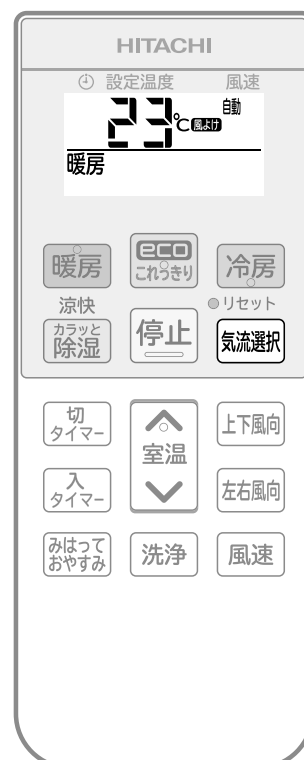 HITACHI
設定温度 風速
23℃ 風よけ 自動
暖房
暖房 eco これっきり 冷房
涼快 リセット
カラッと 除湿 停止 気流選択
切 タイマー 上下風向
室温
入 タイマー 左右風向
みはって おやすみ 洗浄 風速